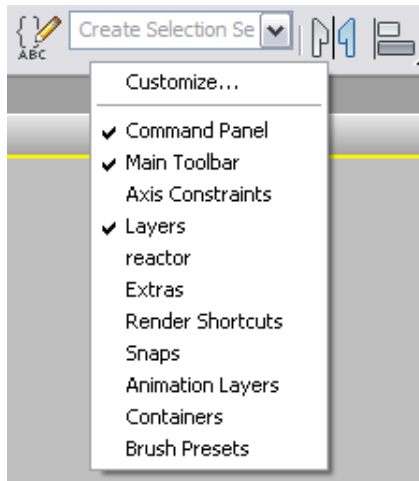 Create Selection Se
ABC
Customize...
Command Panel
Main Toolbar
Axis Constraints
Layers
reactor
Extras
Render Shortcuts
Snaps
Animation Layers
Containers
Brush Presets